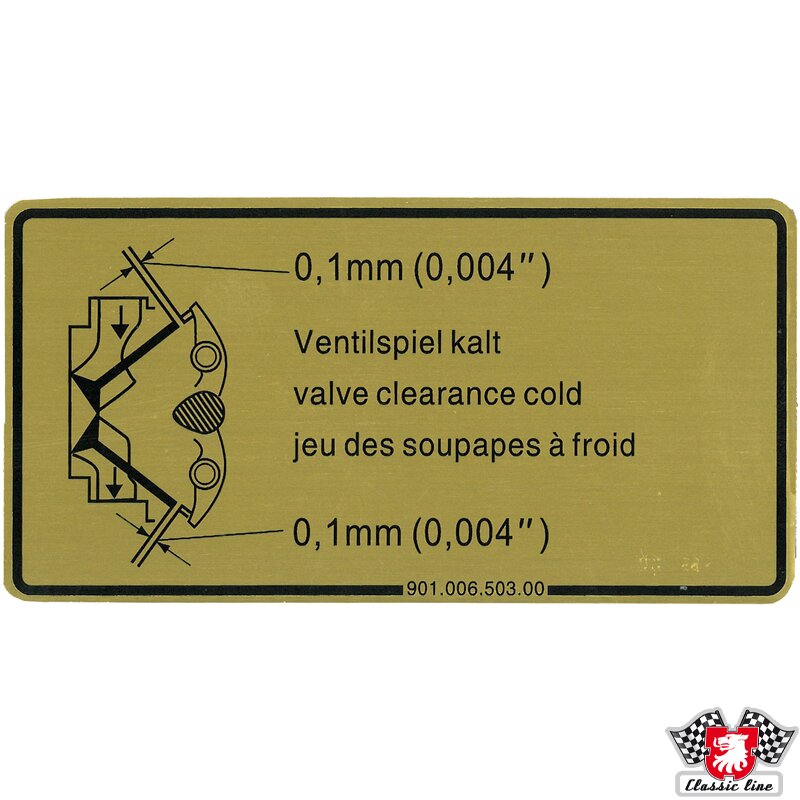 0,1mm (0,004")
Ventilspiel kalt
valve clearance cold
jeu des soupapes à froid
0,1mm (0,004")
901.006.503.00
Classic line